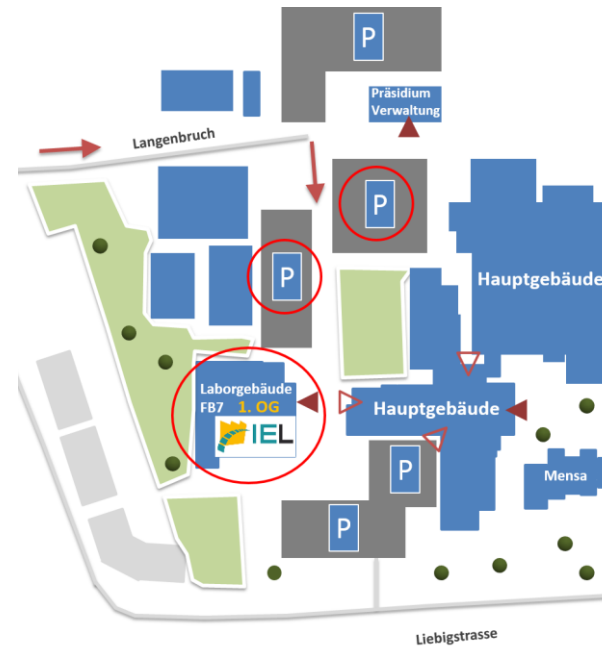 P
Präsidium
Verwaltung
Langenbruch
P
P
Hauptgebäude
Laborgebäude
FB7 1. OG
IEL
Hauptgebäude
P
Mensa
P
Liebigstrasse